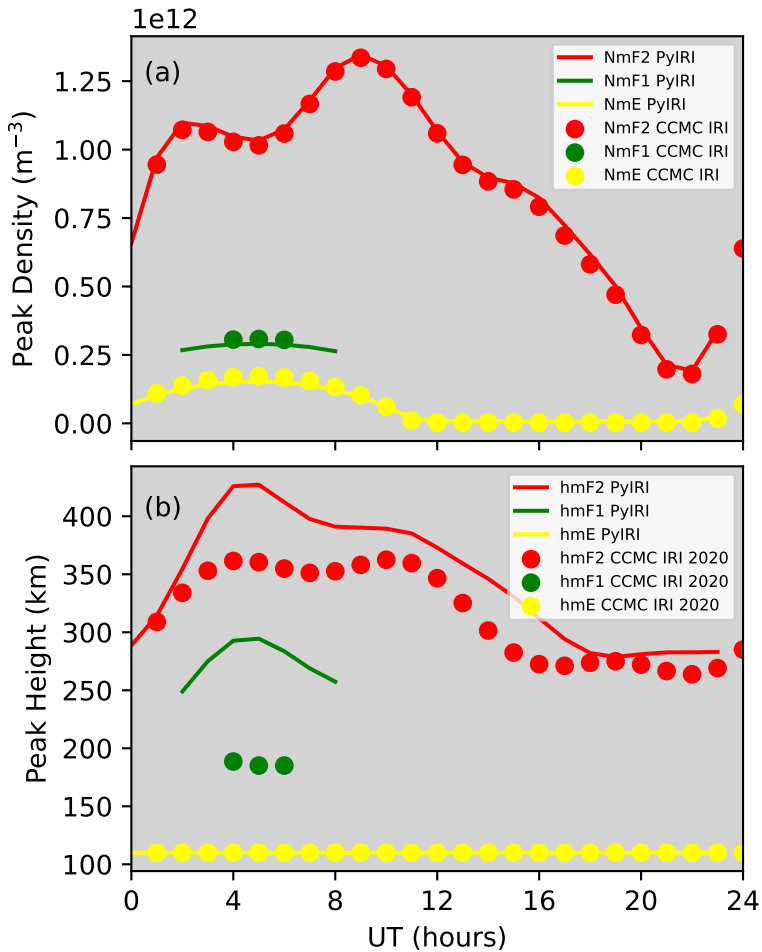 1e12
(a)
1.25
1.00
0.75
0.50
0.25
0.00
Peak Density (m⁻³)
NmF2 PyIRI
NmF1 PyIRI
NmE PyIRI
NmF2 CCMC IRI
NmF1 CCMC IRI
NmE CCMC IRI
(b)
400
350
300
250
200
150
100
Peak Height (km)
hmF2 PyIRI
hmF1 PyIRI
hmE PyIRI
hmF2 CCMC IRI 2020
hmF1 CCMC IRI 2020
hmE CCMC IRI 2020
0 4 8 12 16 20 24
UT (hours)